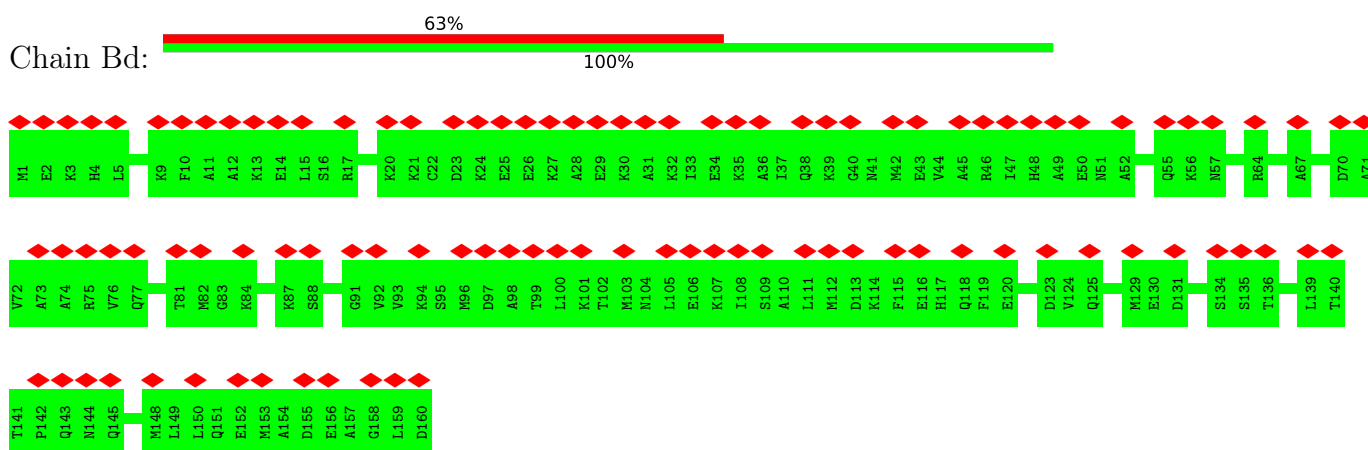 63%
Chain Bd:
100%
M1 E2 K3 H4 L5 K9 F10 A11 A12 K13 E14 L15 S16 R17 K20 K21 C22 D23 K24 E25 E26 K27 A28 E29 K30 A31 K32 I33 E34 K35 A36 I37 Q38 K39 G40 N41 M42 E43 V44 A45 R46 I47 H48 A49 E50 N51 A52 Q55 K56 N57 R64 A67 D70 A71
V72 A73 A74 R75 V76 Q77 T81 M82 G83 K84 K87 S88 G91 V92 V93 K94 S95 M96 D97 A98 T99 L100 K101 T102 M103 N104 L105 E106 K107 I108 S109 A110 L111 M112 D113 K114 F115 E116 H117 Q118 F119 E120 D123 V124 Q125 M129 E130 D131 S134 S135 T136 L139 T140
T141 P142 Q143 N144 Q145 M148 L149 L150 Q151 E152 M153 A154 D155 E156 A157 G158 L159 D160